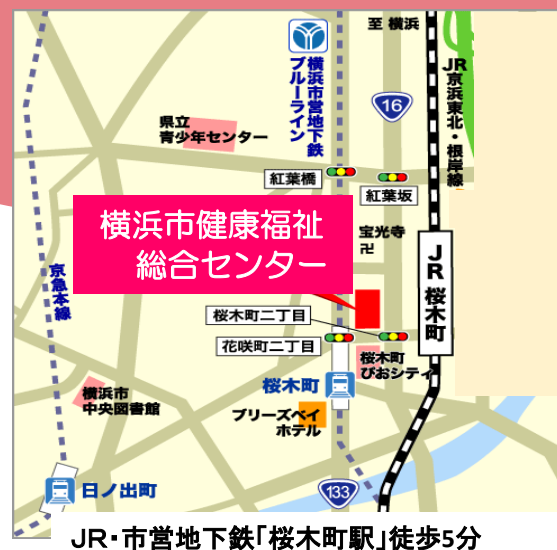 至 横浜
横浜市営地下鉄
ブルーライン
JR京浜東北・根岸線
16
県立
青少年センター
紅葉橋
紅葉坂
横浜市健康福祉
総合センター
宝光寺
卍
JR 桜木町
京急本線
桜木町二丁目
花咲町二丁目
桜木町
ぴおシティ
桜木町
横浜市
中央図書館
ブリーズベイ
ホテル
日ノ出町
133
JR・市営地下鉄「桜木町駅」徒歩5分